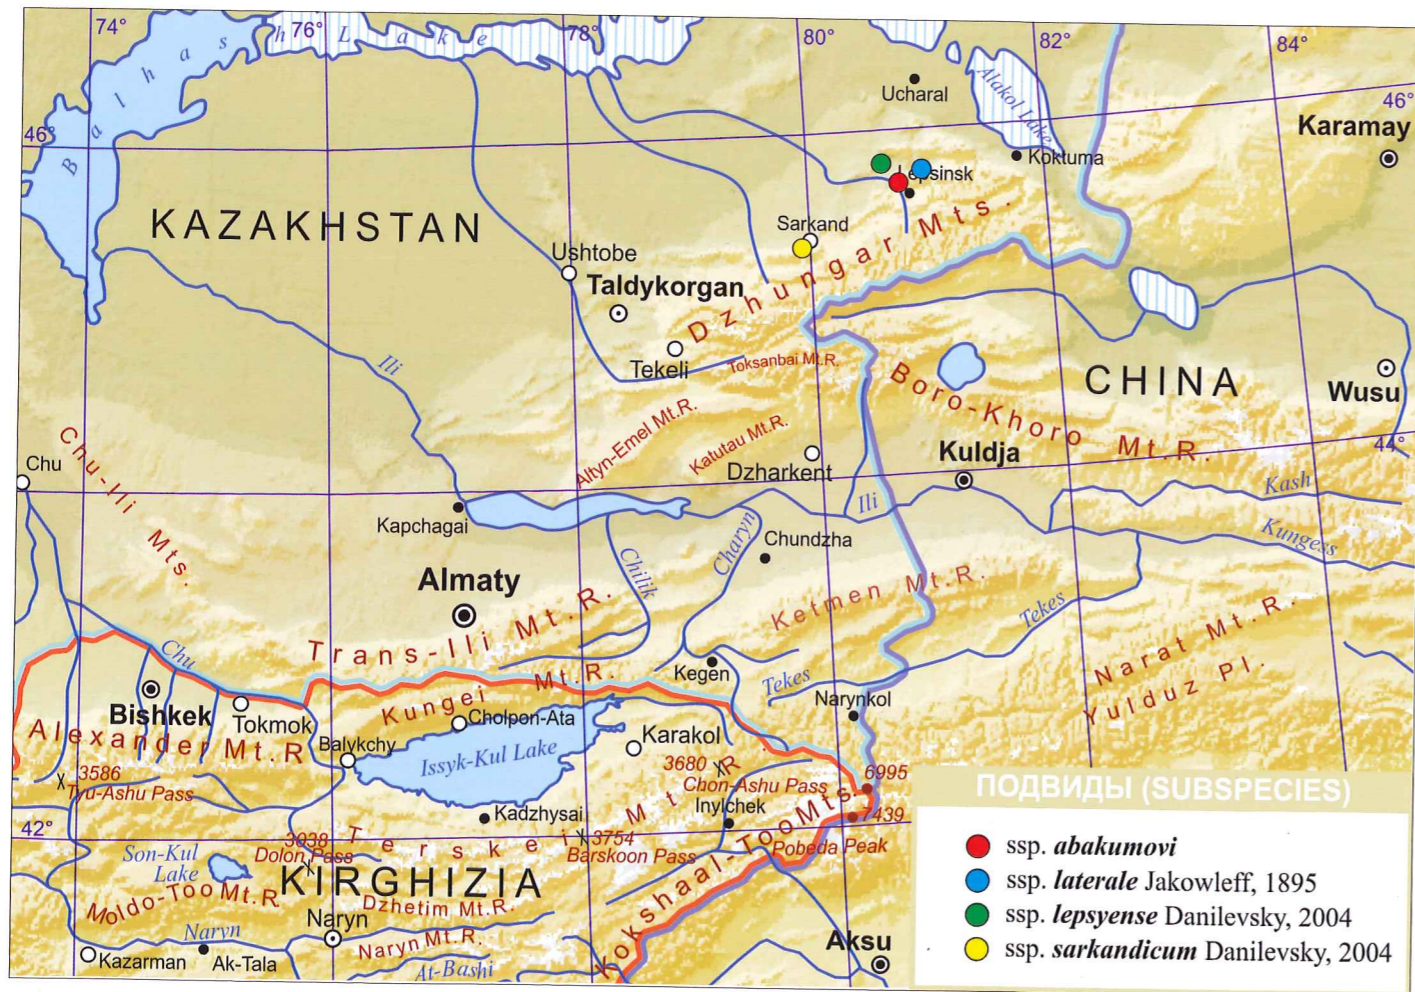 74°
76°
78°
80°
82°
84°
Balhash Lake
Ucharal
Alakol Lake
46°
46°
Karamay
Koktuma
Lepsinsk
KAZAKHSTAN
Sarkand
Ushtobe
Taldykorgan
Dzhungar Mts.
Tekeli
Toksanbai Mt.R.
Ili
Boro-Khoro Mt.R.
CHINA
Wusu
Altyn-Emel Mt.R.
Katutau Mt.R.
Dzharkent
Kuldja
44°
Chu-Ili Mts.
Chu
Kapchagai
Ili
Kash
Kungess
Charyn
Chundzha
Chilik
Almaty
Ketmen Mt.R.
Tekes
Trans-Ili Mt.R.
Narat Mt.R.
Yulduz Pl.
Chu
Kegen
Tekes
Narynkol
Kungei Mt.R.
Bishkek
Tokmok
Cholpon-Ata
Alexander Mt.R
Balykchy
Issyk-Kul Lake
Karakol
3586
Tyu-Ashu Pass
3680
Chon-Ashu Pass
6995
Inylchek
7439
Kadzhysai
42°
Terskei Mt.R
3038
Dolon Pass
3754
Barskoon Pass
Pobeda Peak
Son-Kul
Lake
KIRGHIZIA
Kokshaal-Too Mts.
Moldo-Too Mt.R.
Dzhetim Mt.R.
Naryn
Naryn
Naryn Mt.R.
Kazarman
Ak-Tala
At-Bashi
Aksu
ПОДВИДЫ (SUBSPECIES)
ssp. abakumovi
ssp. laterale Jakowleff, 1895
ssp. lepsyense Danilevsky, 2004
ssp. sarkandicum Danilevsky, 2004